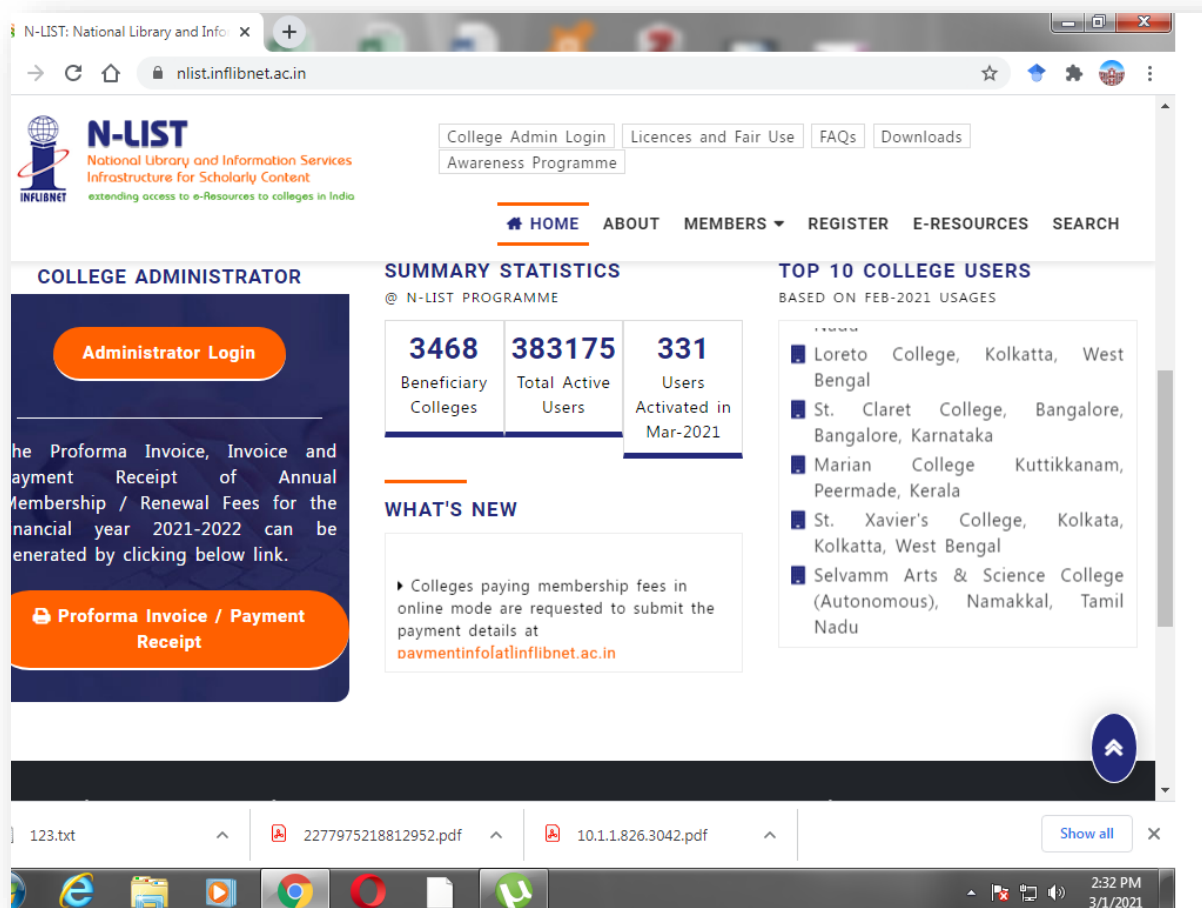 N-LIST: National Library and Info
nlist.inflibnet.ac.in
INFLIBNET
N-LIST
National Library and Information Services
Infrastructure for Scholarly Content
extending access to e-Resources to colleges in India
College Admin Login Licences and Fair Use FAQs Downloads
Awareness Programme
HOME ABOUT MEMBERS REGISTER E-RESOURCES SEARCH
COLLEGE ADMINISTRATOR
Administrator Login
he Proforma Invoice, Invoice and
ayment Receipt of Annual
Membership / Renewal Fees for the
nancial year 2021-2022 can be
enerated by clicking below link.
Proforma Invoice / Payment
Receipt
SUMMARY STATISTICS
@ N-LIST PROGRAMME
3468
Beneficiary
Colleges
383175
Total Active
Users
331
Users
Activated in
Mar-2021
WHAT'S NEW
Colleges paying membership fees in
online mode are requested to submit the
payment details at
paymentinfo[at]inflibnet.ac.in
TOP 10 COLLEGE USERS
BASED ON FEB-2021 USAGES
Nadu
Loreto College, Kolkatta, West
Bengal
St. Claret College, Bangalore,
Bangalore, Karnataka
Marian College Kuttikkanam,
Peermade, Kerala
St. Xavier's College, Kolkata,
Kolkatta, West Bengal
Selvamm Arts & Science College
(Autonomous), Namakkal, Tamil
Nadu
123.txt
2277975218812952.pdf
10.1.1.826.3042.pdf
Show all
2:32 PM
3/1/2021